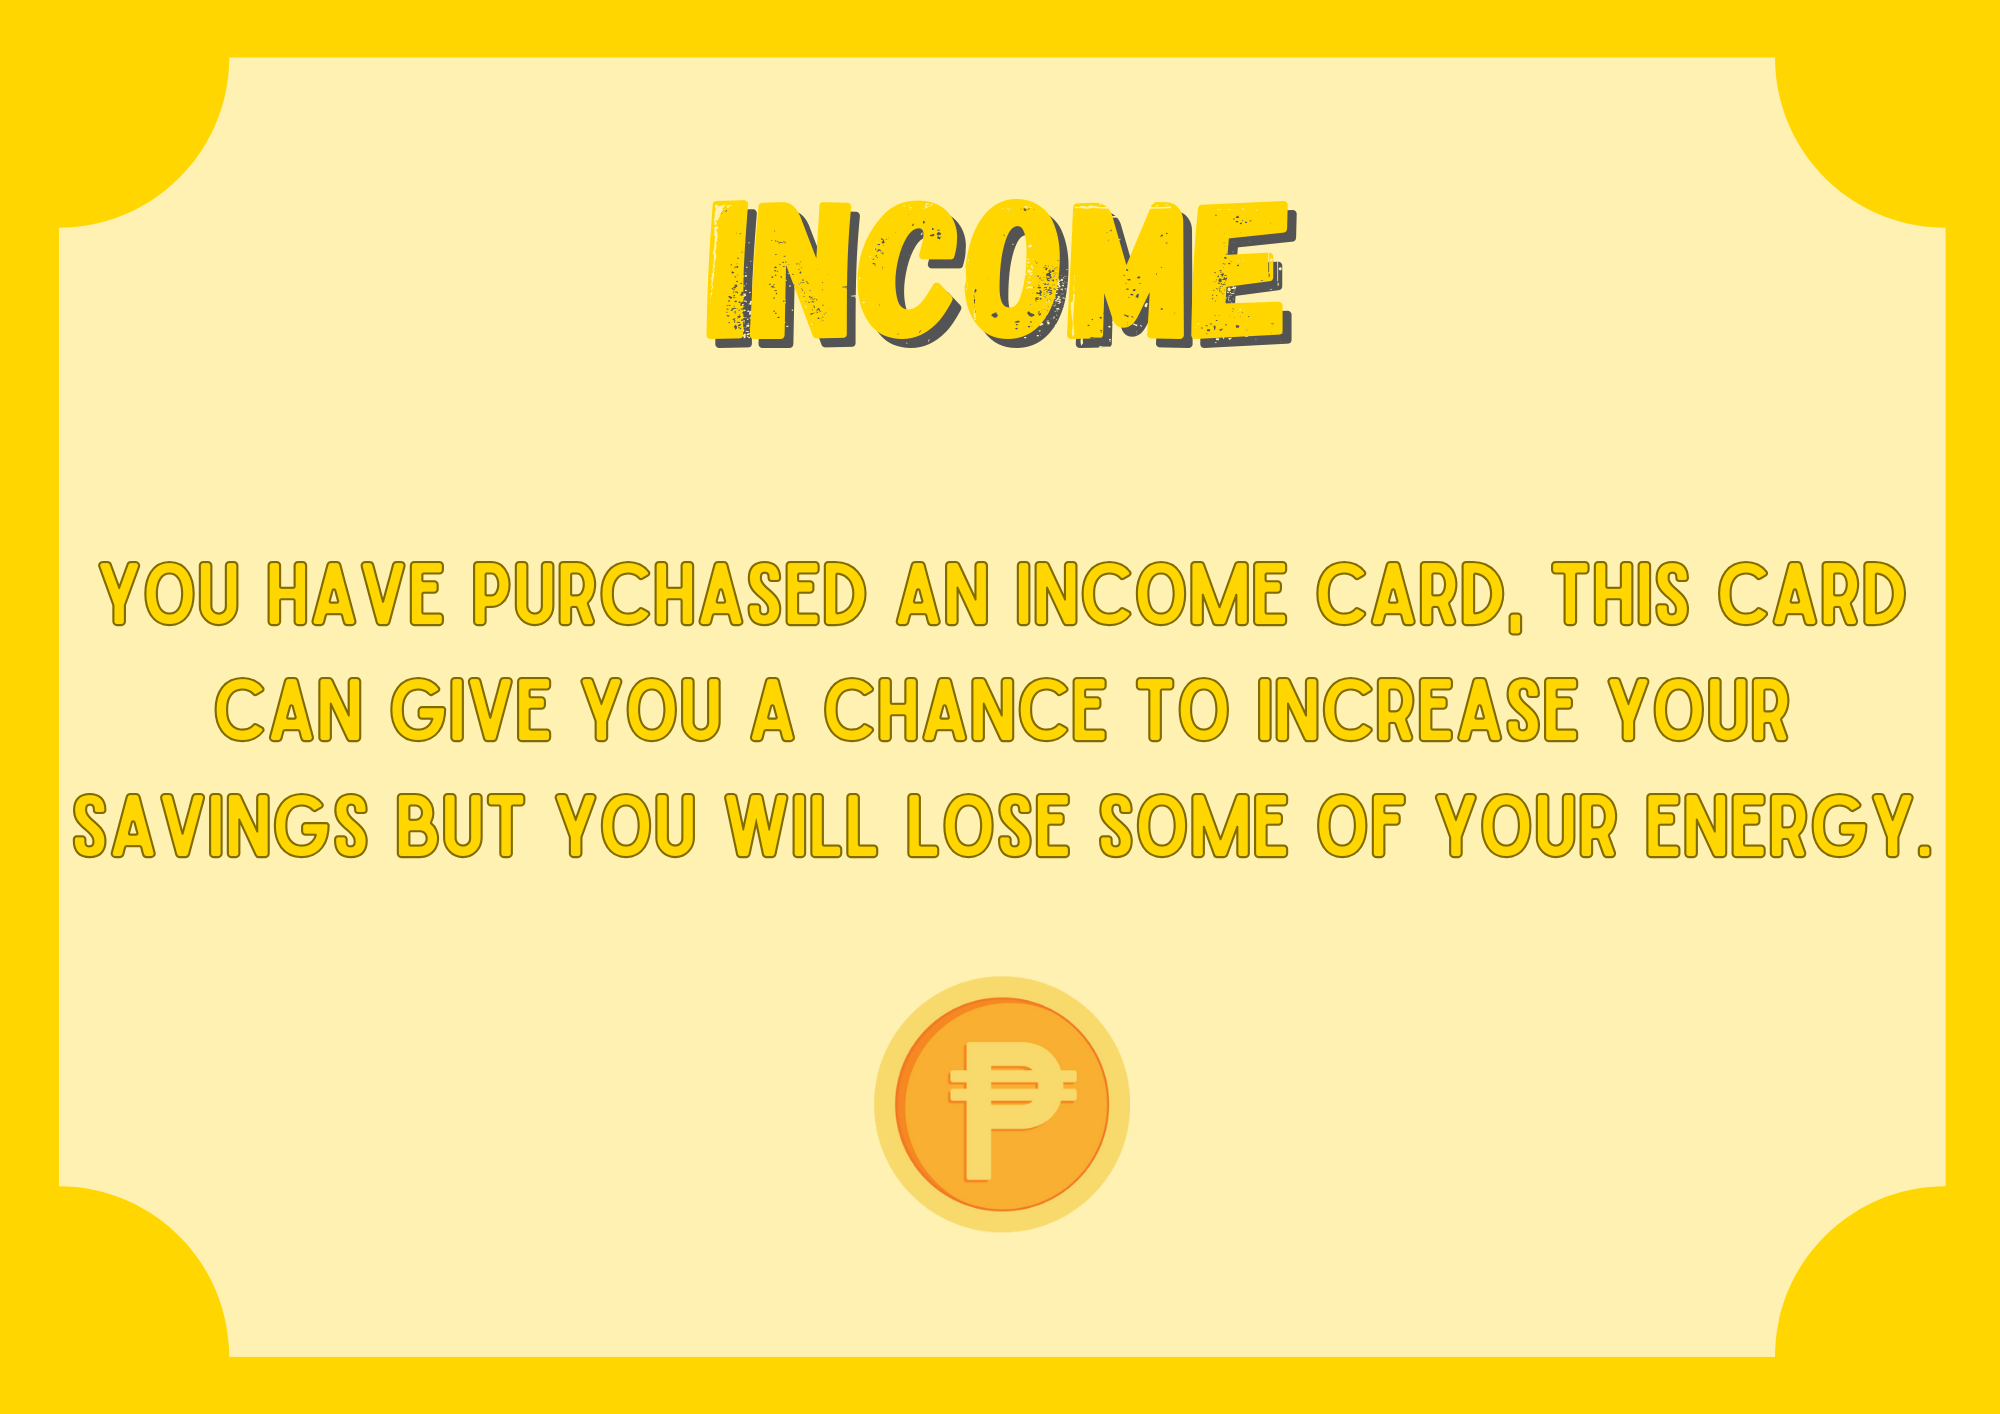 INCOME
YOU HAVE PURCHASED AN INCOME CARD, THIS CARD
CAN GIVE YOU A CHANCE TO INCREASE YOUR
SAVINGS BUT YOU WILL LOSE SOME OF YOUR ENERGY.
₱